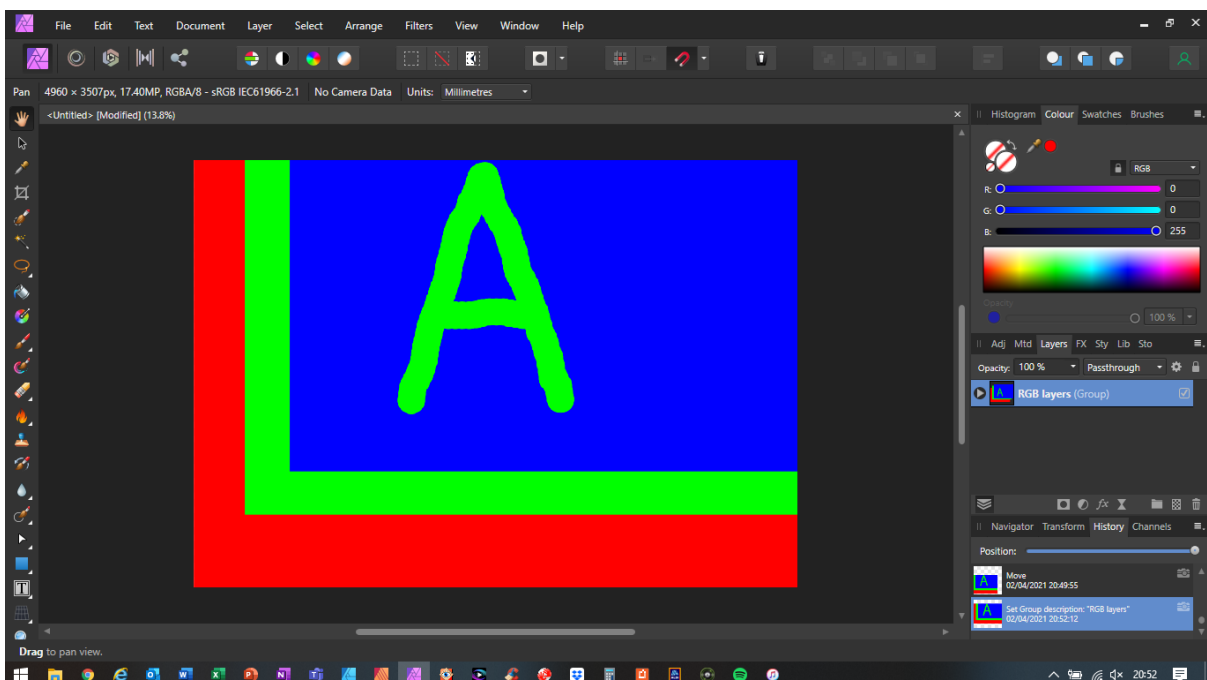 File Edit Text Document Layer Select Arrange Filters View Window Help
Pan 4960 × 3507px, 17.40MP, RGBA/8 - sRGB IEC61966-2.1 No Camera Data Units: Millimetres
<Untitled> [Modified] (13.8%)
Histogram Colour Swatches Brushes
RGB
R: 0
G: 0
B: 255
Opacity
100 %
Adj Mtd Layers FX Sty Lib Sto
Opacity: 100 % Passthrough
RGB layers (Group)
A
fx
Navigator Transform History Channels
Position:
Move
02/04/2021 20:49:55
Set Group description: "RGB layers"
02/04/2021 20:52:12
Drag to pan view.
20:52